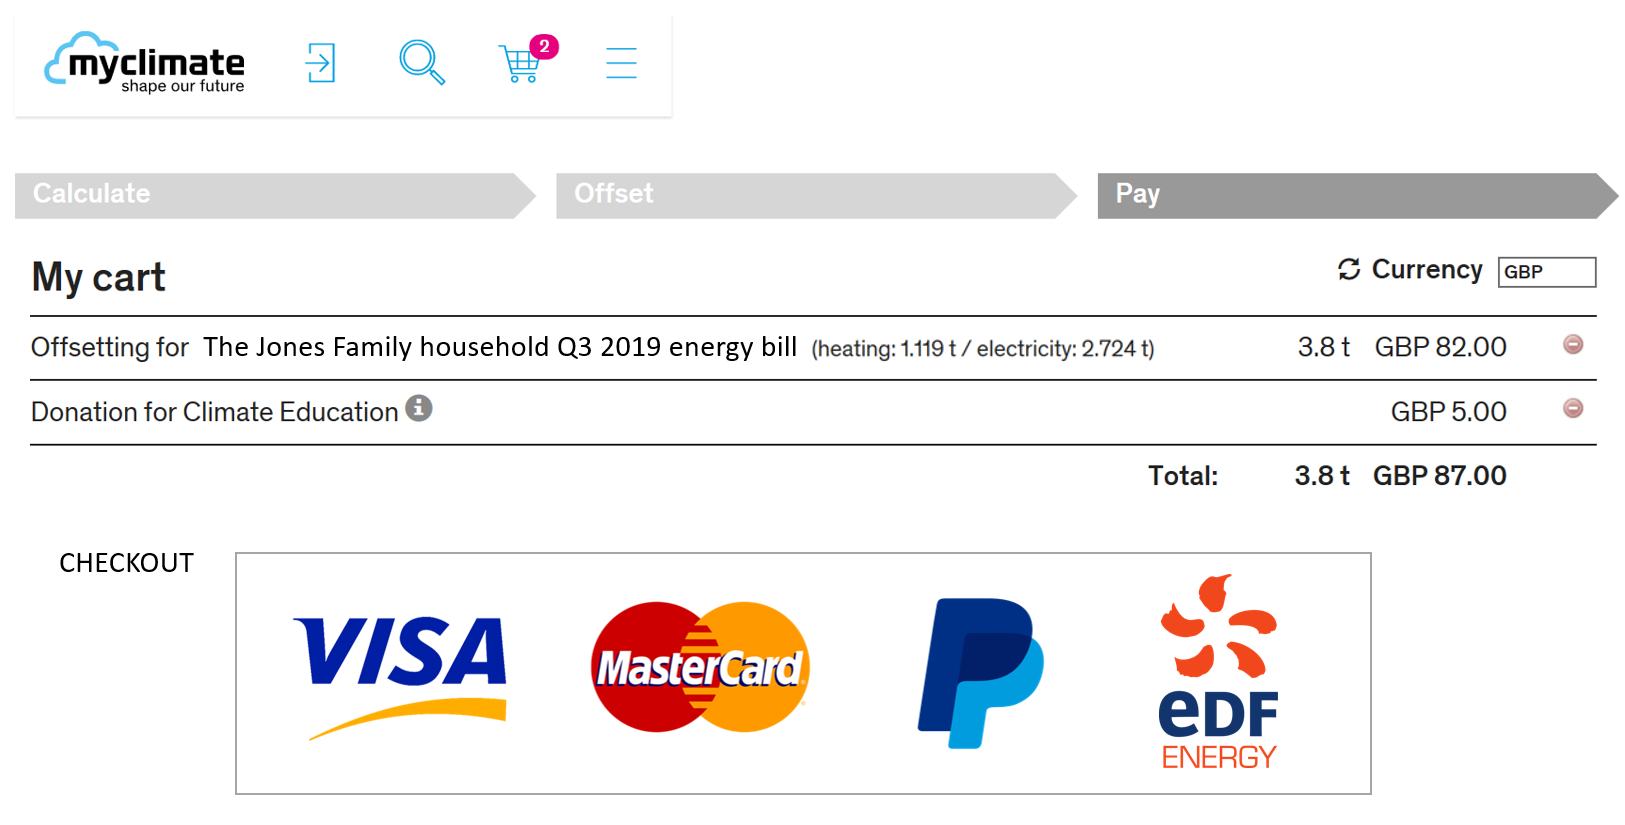 myclimate
shape our future
2
Calculate
Offset
Pay
My cart
Currency GBP
Offsetting for The Jones Family household Q3 2019 energy bill (heating: 1.119 t / electricity: 2.724 t) 3.8 t GBP 82.00
Donation for Climate Education i GBP 5.00
Total: 3.8 t GBP 87.00
CHECKOUT
VISA
MasterCard
P
eDF
ENERGY